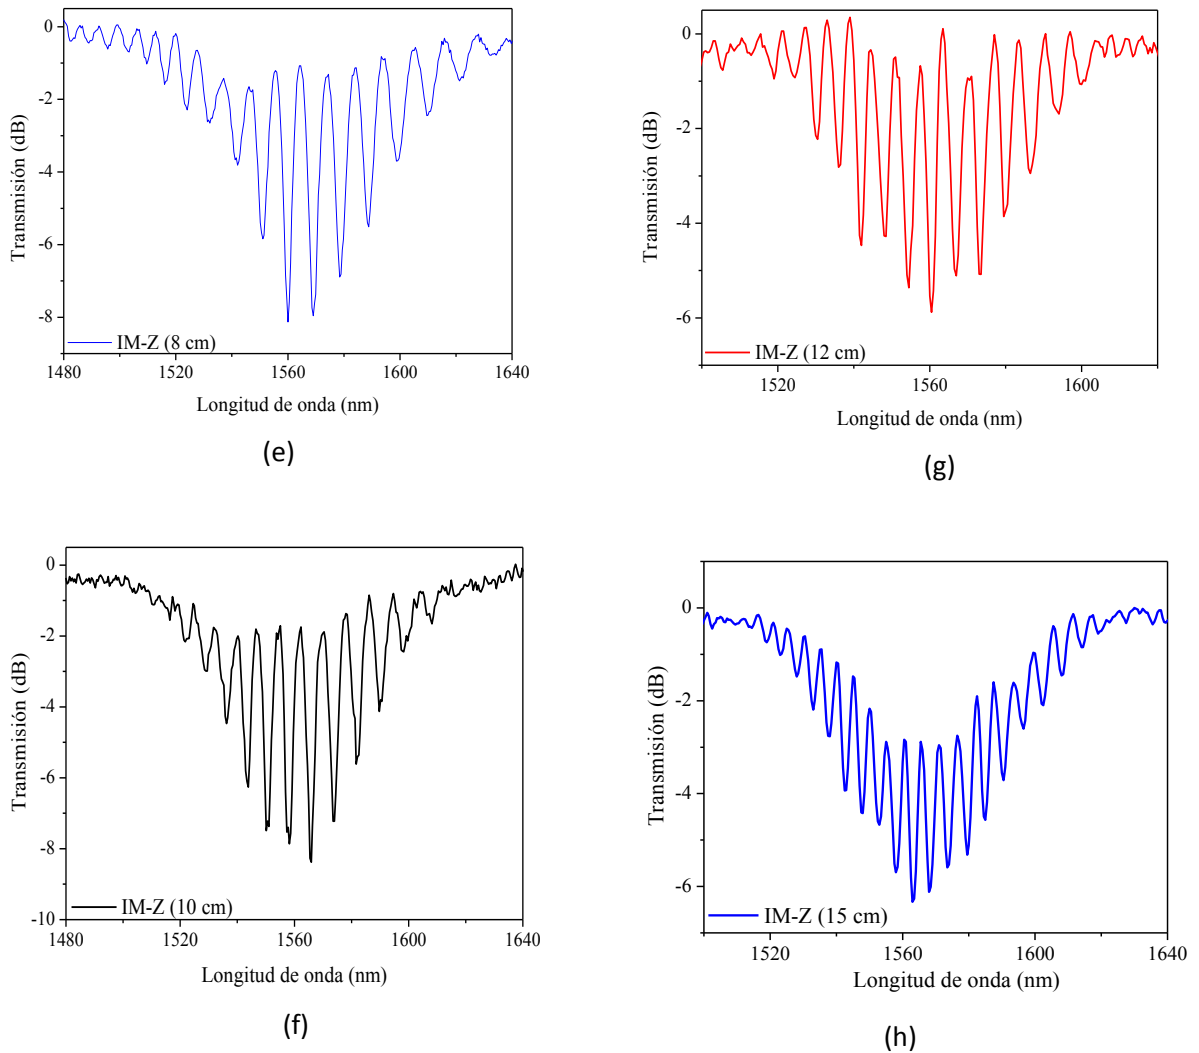 0
-2
-4
-6
-8
Transmisión (dB)
IM-Z (8 cm)
1480 1520 1560 1600 1640
Longitud de onda (nm)
(e)
0
-2
-4
-6
Transmisión (dB)
IM-Z (12 cm)
1520 1560 1600
Longitud de onda (nm)
(g)
0
-2
-4
-6
-8
-10
Transmisión (dB)
IM-Z (10 cm)
1480 1520 1560 1600 1640
Longitud de onda (nm)
(f)
0
-2
-4
-6
Transmisión (dB)
IM-Z (15 cm)
1520 1560 1600 1640
Longitud de onda (nm)
(h)